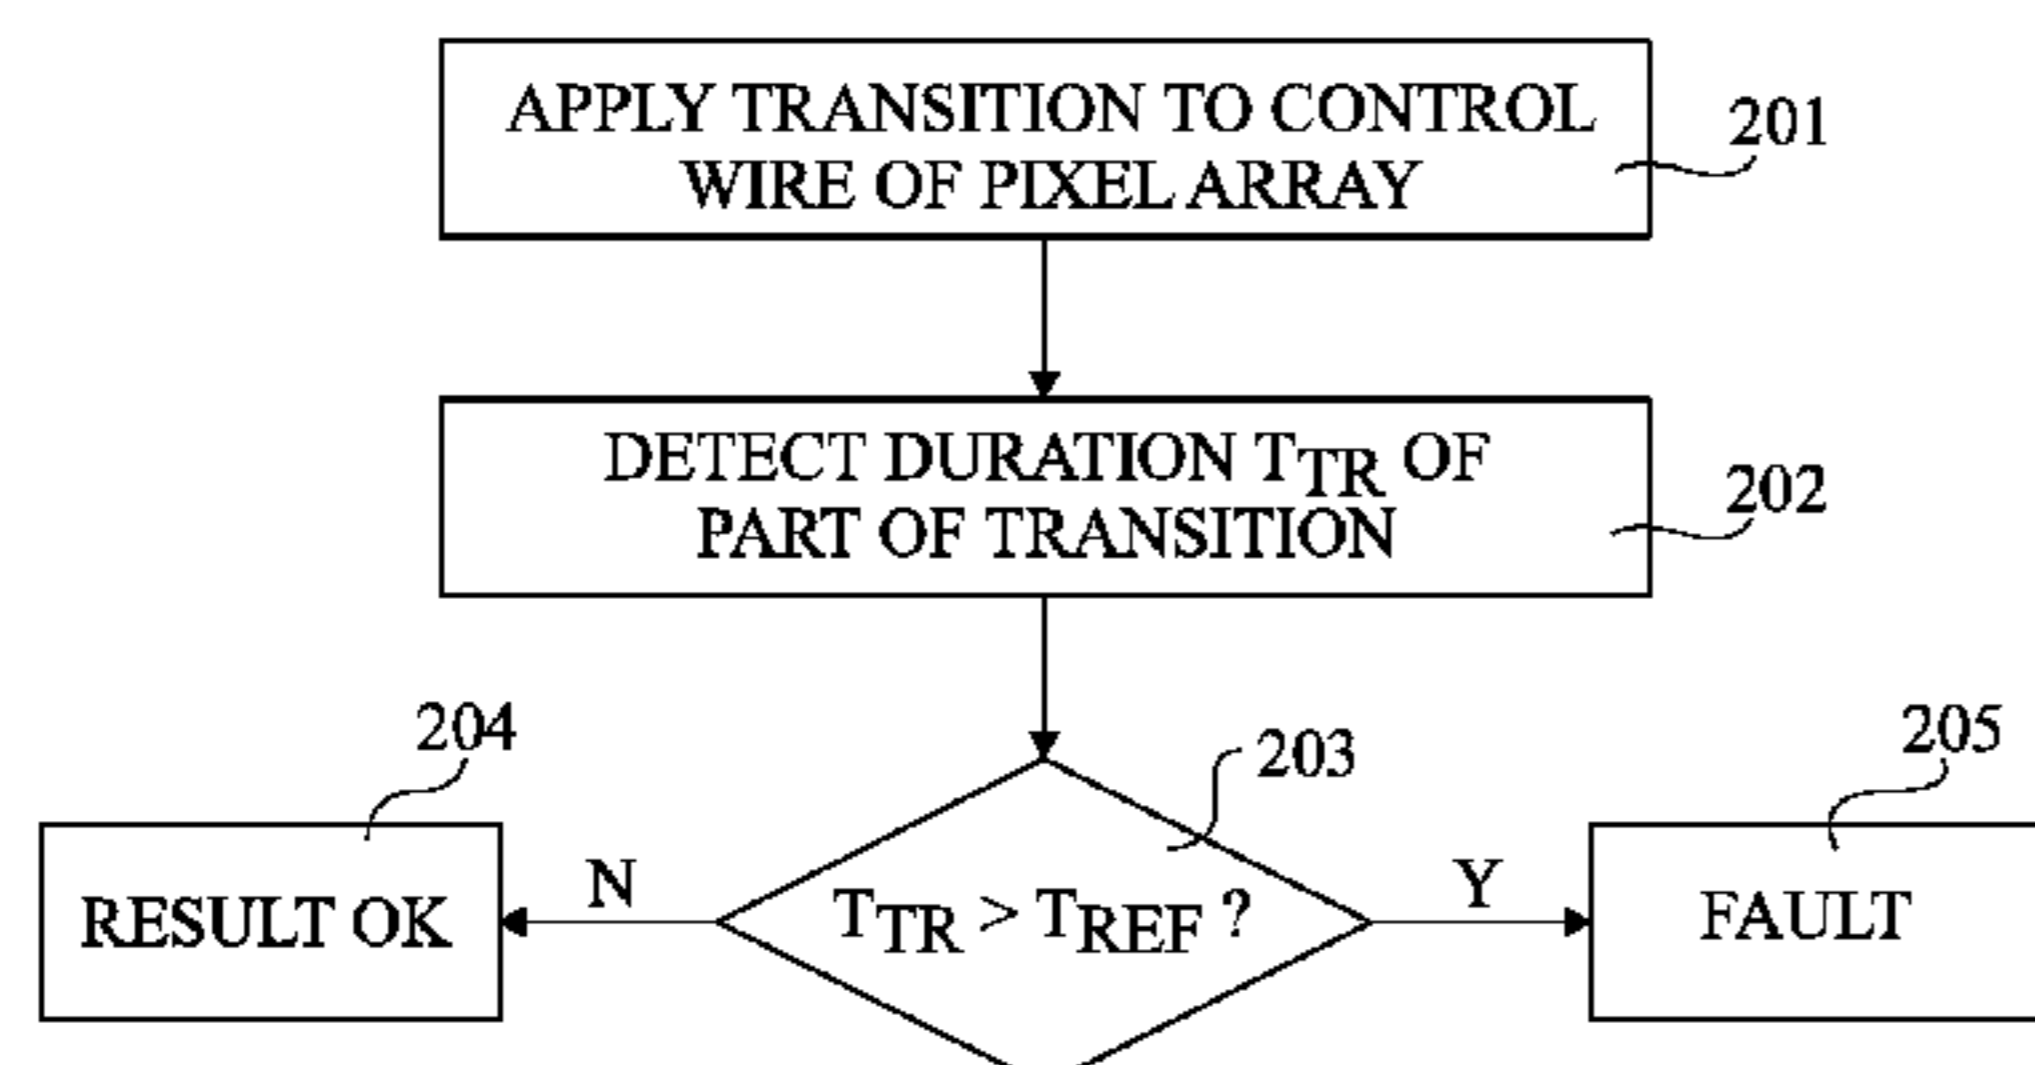 APPLY TRANSITION TO CONTROL
WIRE OF PIXEL ARRAY
201
DETECT DURATION TTR OF
PART OF TRANSITION
202
204
203
205
RESULT OK
N
TTR > TREF ?
Y
FAULT